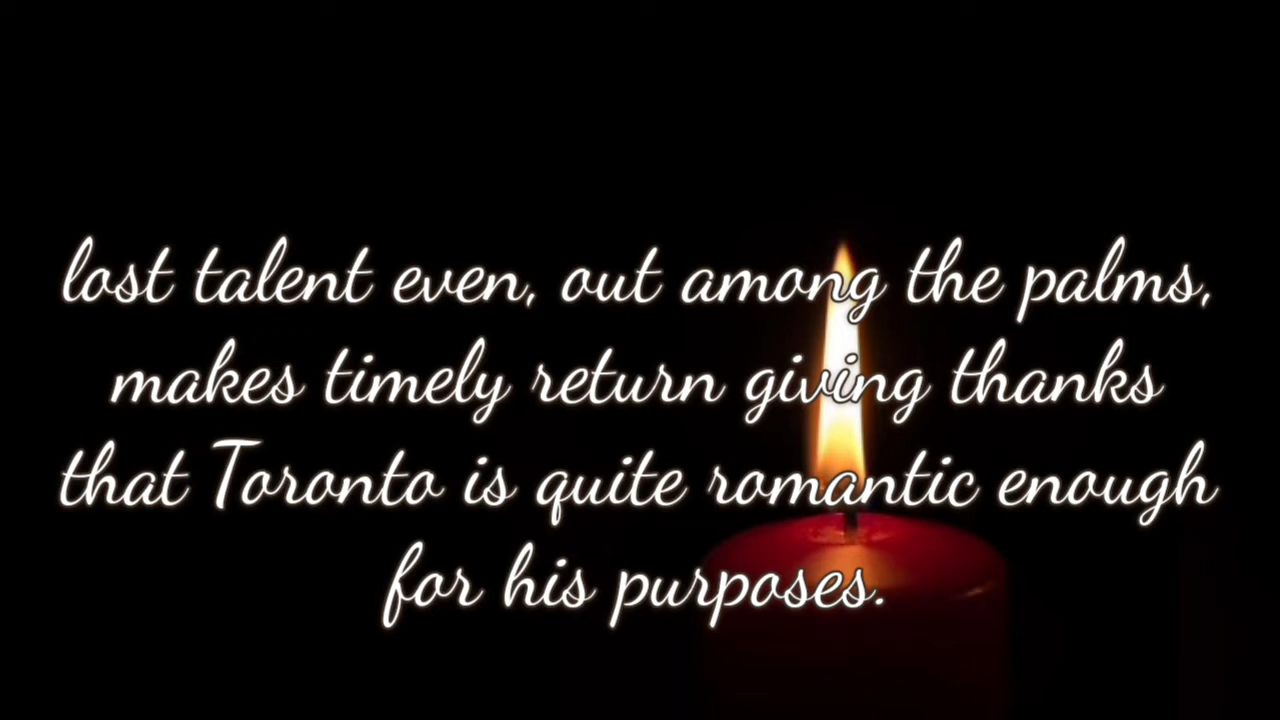 lost talent even, out among the palms,
makes timely return giving thanks
that Toronto is quite romantic enough
for his purposes.